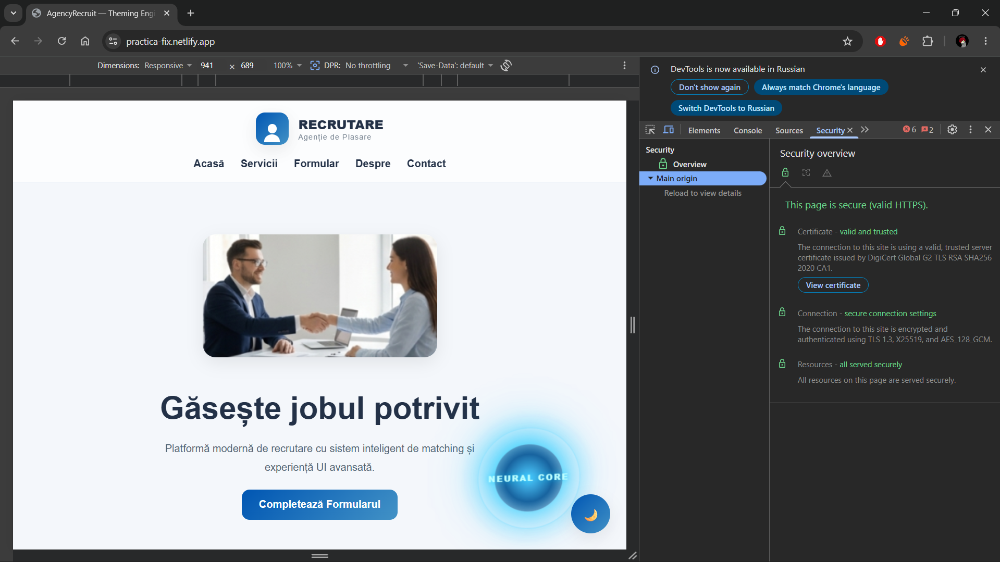 AgencyRecruit — Theming Engi
practica-fix.netlify.app
Dimensions: Responsive 941 x 689 100% DPR: No throttling 'Save-Data': default
RECRUTARE
Agenție de Plasare
Acasă Servicii Formular Despre Contact
Găsește jobul potrivit
Platformă modernă de recrutare cu sistem inteligent de matching și
experiență UI avansată.
NEURAL CORE
Completează Formularul
DevTools is now available in Russian
Don't show again Always match Chrome's language
Switch DevTools to Russian
Elements Console Sources Security 6 2
Security
Overview
Main origin
Reload to view details
Security overview
This page is secure (valid HTTPS).
Certificate - valid and trusted
The connection to this site is using a valid, trusted server
certificate issued by DigiCert Global G2 TLS RSA SHA256
2020 CA1.
View certificate
Connection - secure connection settings
The connection to this site is encrypted and
authenticated using TLS 1.3, X25519, and AES_128_GCM.
Resources - all served securely
All resources on this page are served securely.